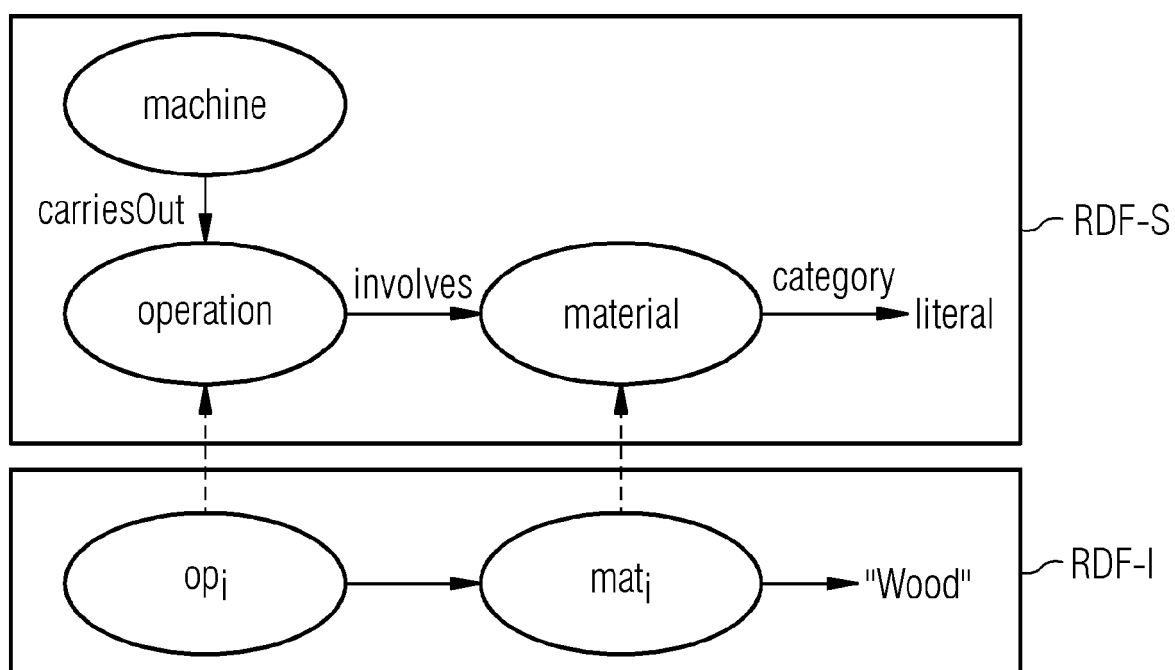 machine
carriesOut
RDF-S
operation
involves
material
category
literal
opi
mati
"Wood"
RDF-I